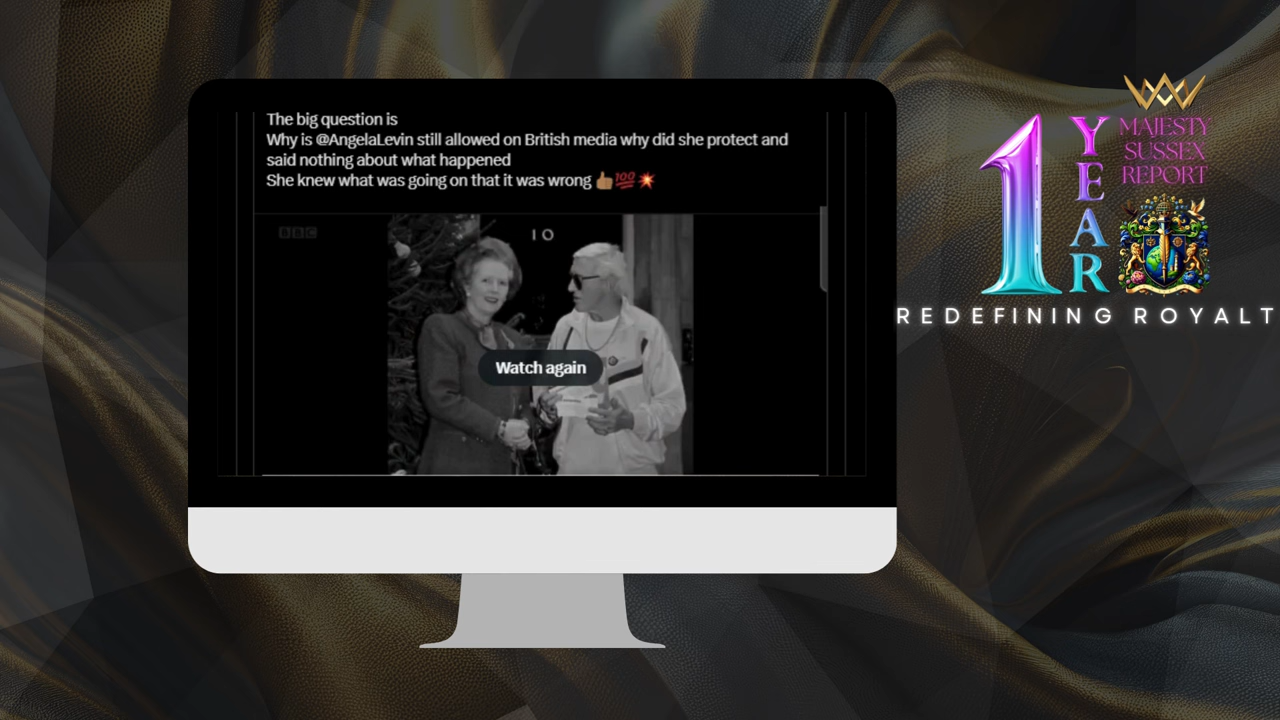 The big question is
Why is @AngelaLevin still allowed on British media why did she protect and
said nothing about what happened
She knew what was going on that it was wrong 👍🏽💯💥
BBC
10
Watch again
1
YEAR
MAJESTY
SUSSEX
REPORT
REDEFINING ROYALT